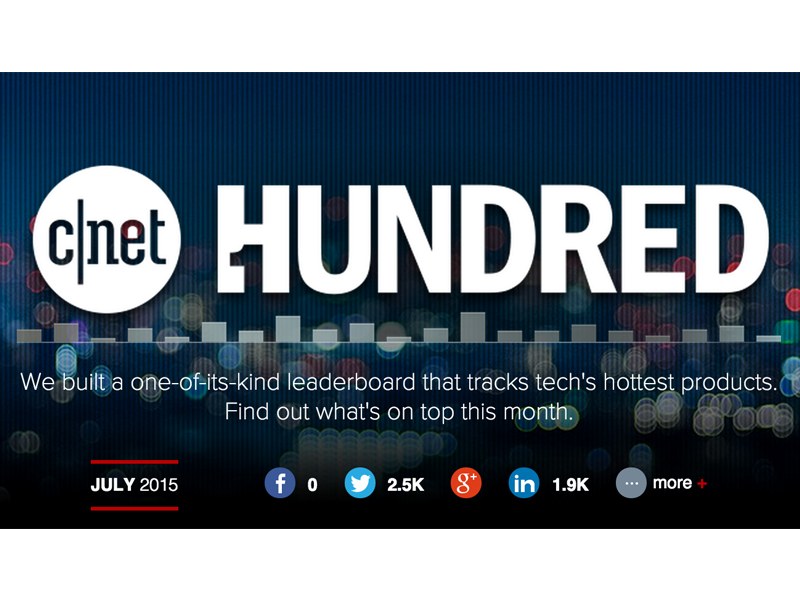 c|net HUNDRED
We built a one-of-its-kind leaderboard that tracks tech's hottest products.
Find out what's on top this month.
JULY 2015 f 0 2.5K g+ in 1.9K ... more +